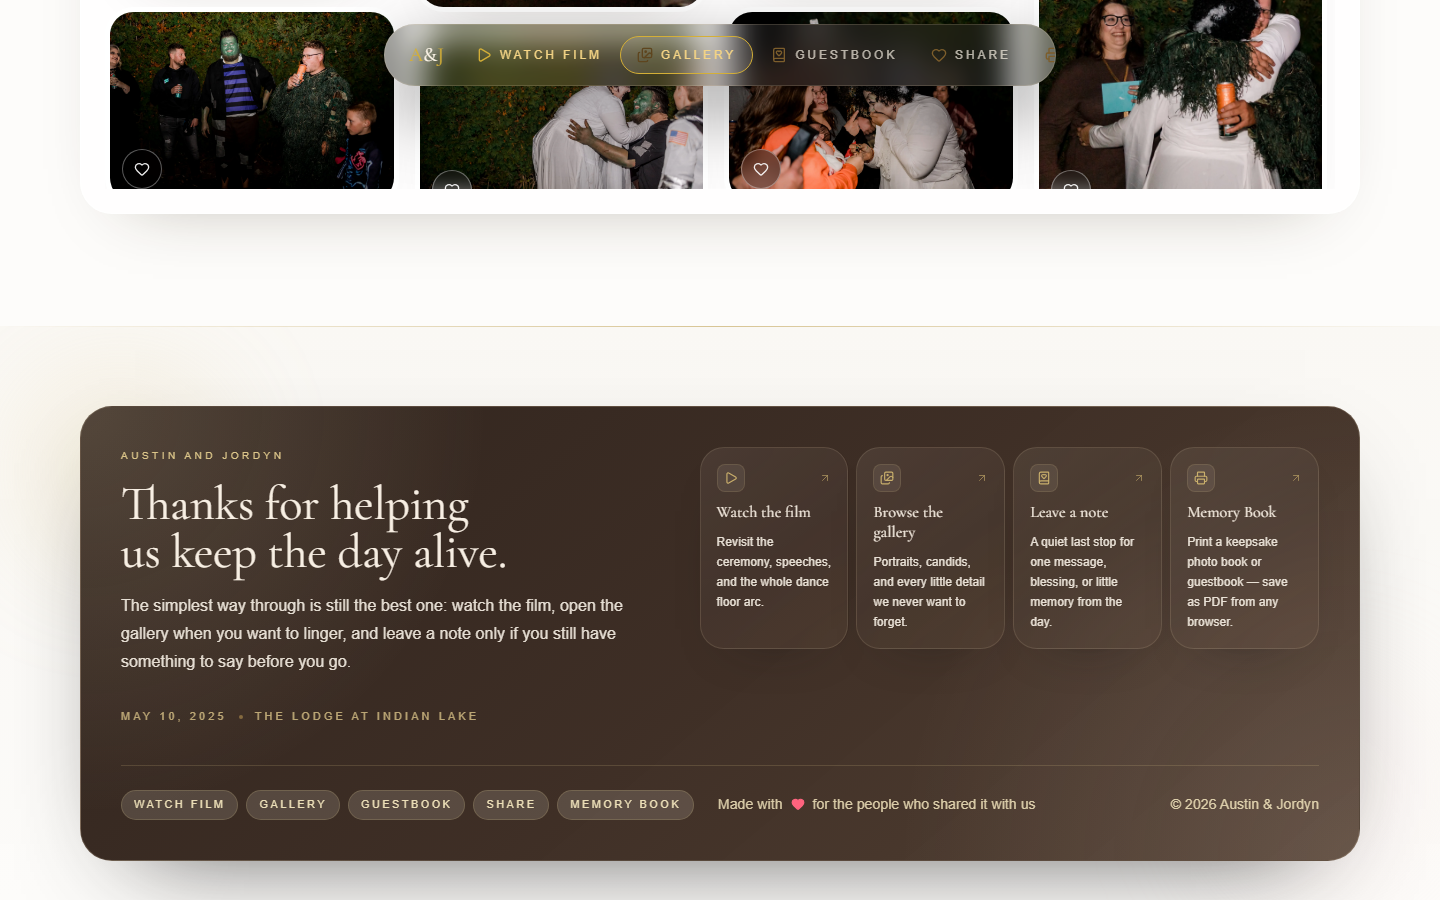 A&J
WATCH FILM
GALLERY
GUESTBOOK
SHARE
AUSTIN AND JORDYN
Thanks for helping
us keep the day alive.
The simplest way through is still the best one: watch the film, open the
gallery when you want to linger, and leave a note only if you still have
something to say before you go.
MAY 10, 2025 • THE LODGE AT INDIAN LAKE
Watch the film
Revisit the
ceremony, speeches,
and the whole dance
floor arc.
Browse the
gallery
Portraits, candids,
and every little detail
we never want to
forget.
Leave a note
A quiet last stop for
one message,
blessing, or little
memory from the
day.
Memory Book
Print a keepsake
photo book or
guestbook — save
as PDF from any
browser.
WATCH FILM
GALLERY
GUESTBOOK
SHARE
MEMORY BOOK
Made with ♥ for the people who shared it with us
© 2026 Austin & Jordyn